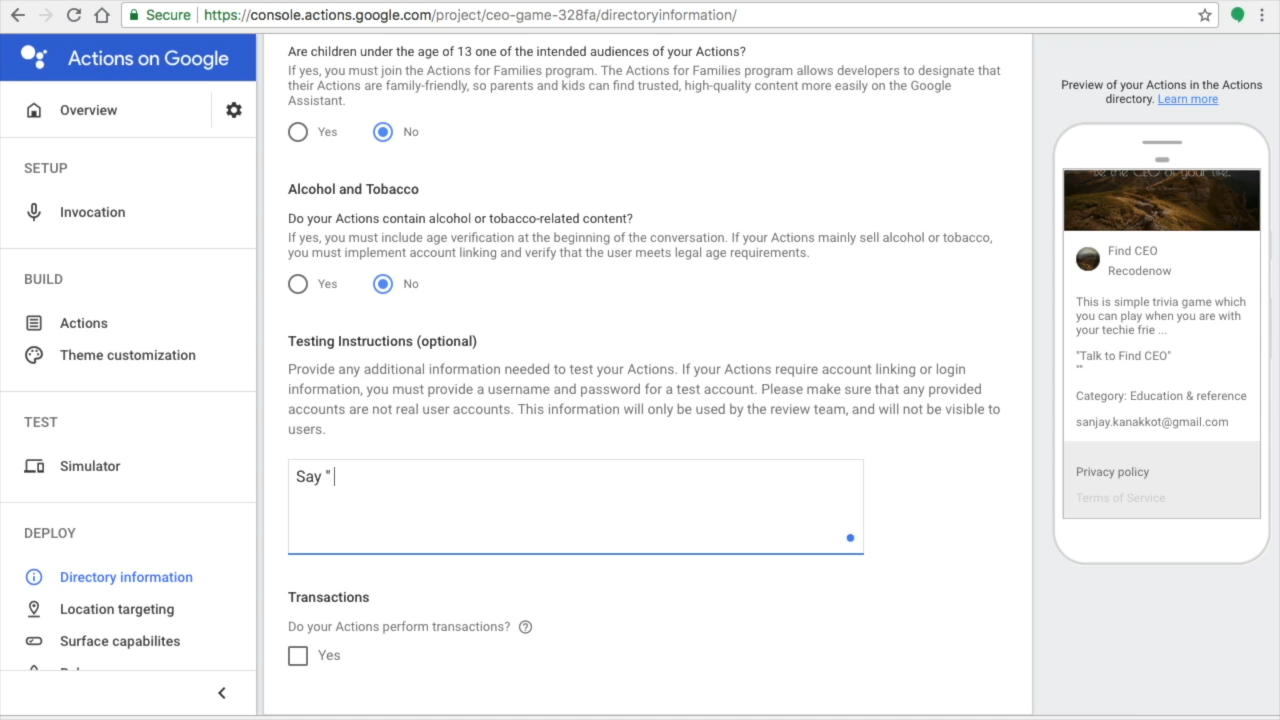 Secure https://console.actions.google.com/project/ceo-game-328fa/directoryinformation/
Actions on Google
Overview
SETUP
Invocation
BUILD
Actions
Theme customization
TEST
Simulator
DEPLOY
Directory information
Location targeting
Surface capabilites
Are children under the age of 13 one of the intended audiences of your Actions?
If yes, you must join the Actions for Families program. The Actions for Families program allows developers to designate that
their Actions are family-friendly, so parents and kids can find trusted, high-quality content more easily on the Google
Assistant.
Yes No
Alcohol and Tobacco
Do your Actions contain alcohol or tobacco-related content?
If yes, you must include age verification at the beginning of the conversation. If your Actions mainly sell alcohol or tobacco,
you must implement account linking and verify that the user meets legal age requirements.
Yes No
Testing Instructions (optional)
Provide any additional information needed to test your Actions. If your Actions require account linking or login
information, you must provide a username and password for a test account. Please make sure that any provided
accounts are not real user accounts. This information will only be used by the review team, and will not be visible to
users.
Say "
Transactions
Do your Actions perform transactions?
Yes
Preview of your Actions in the Actions
directory. Learn more
be the CEO of your life.
Find CEO
Recodenow
This is simple trivia game which
you can play when you are with
your techie frie ...
"Talk to Find CEO"
""
Category: Education & reference
sanjay.kanakkot@gmail.com
Privacy policy
Terms of Service